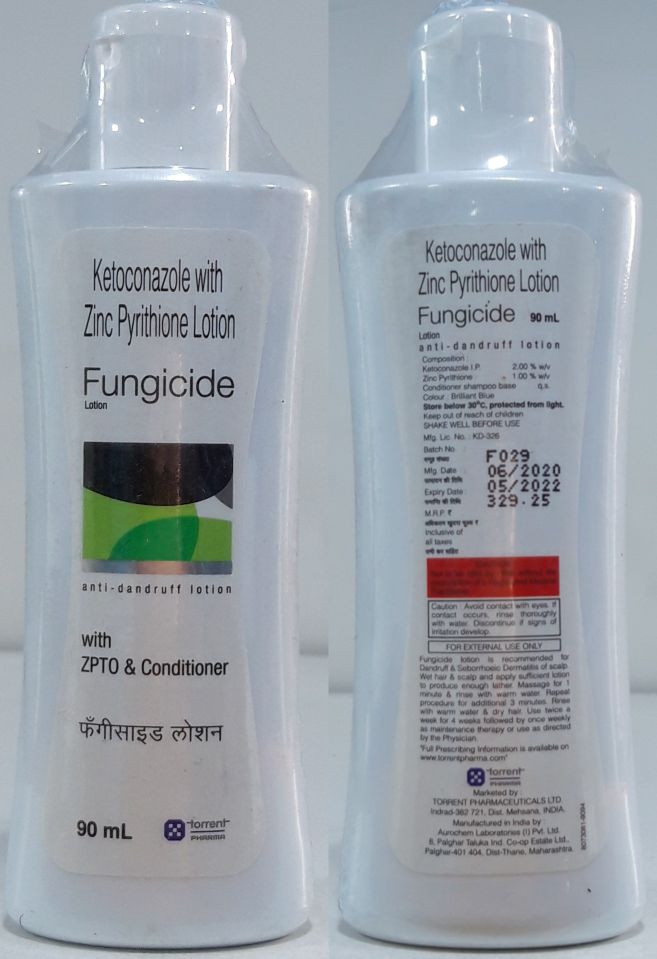 Ketoconazole with
Zinc Pyrithione Lotion
Fungicide
Lotion
anti-dandruff lotion
with
ZPTO & Conditioner
फँगीसाइड लोशन
90 mL
torrent
PHARMA
Ketoconazole with
Zinc Pyrithione Lotion
Fungicide 90 mL
Lotion
anti-dandruff lotion
Composition :
Ketoconazole I.P. 2.00 % w/v
Zinc Pyrithione 1.00 % w/v
Conditioner shampoo base q.s.
Colour : Brilliant Blue
Store below 30°C, protected from light.
Keep out of reach of children
SHAKE WELL BEFORE USE
Mfg. Lic. No. : KD-326
Batch No. : F029
Mfg. Date : 06/2020
Expiry Date : 05/2022
329.25
M.R.P. ₹
अधिकतम खुदरा मूल्य ₹
Inclusive of
all taxes
सभी कर सहित
Caution : Avoid contact with eyes. If
contact occurs, rinse thoroughly
with water. Discontinue if signs of
irritation develop.
FOR EXTERNAL USE ONLY
Fungicide lotion is recommended for
Dandruff & Seborrhoeic Dermatitis of scalp.
Wet hair & scalp and apply sufficient lotion
to produce enough lather. Massage for 1
minute & rinse with warm water. Repeat
procedure for additional 3 minutes. Rinse
with warm water & dry hair. Use twice a
week for 4 weeks followed by once weekly
as maintenance therapy or use as directed
by the Physician.
"Full Prescribing Information is available on
www.torrentpharma.com"
torrent
PHARMA
Marketed by :
TORRENT PHARMACEUTICALS LTD.
Indrad-382 721, Dist. Mehsana, INDIA.
Manufactured in India by :
Aurochem Laboratories (I) Pvt. Ltd.
8, Palghar Taluka Ind. Co-op Estate Ltd.,
Palghar-401 404, Dist-Thane, Maharashtra.
8073061-9094